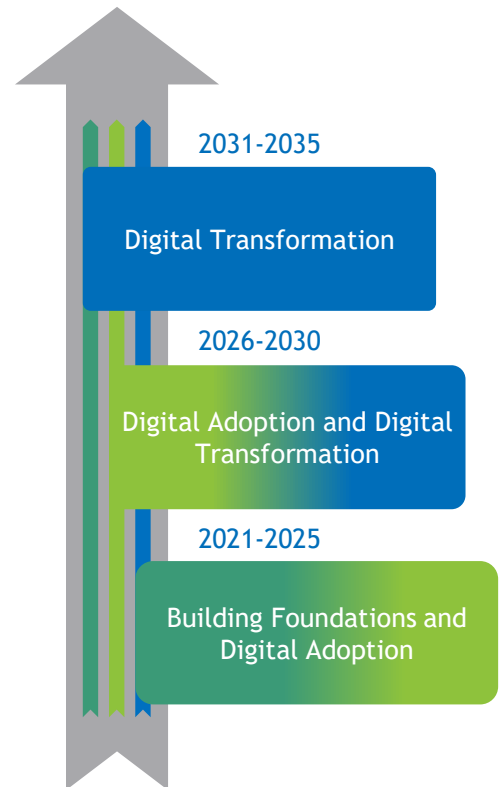 2031-2035
Digital Transformation
2026-2030
Digital Adoption and Digital
Transformation
2021-2025
Building Foundations and
Digital Adoption